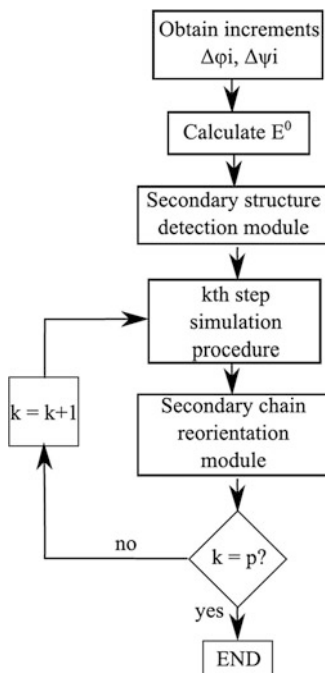 Obtain increments
Δφi, Δψi
Calculate E⁰
Secondary structure
detection module
kth step
simulation
procedure
k = k+1
Secondary chain
reorientation
module
no
k = p?
yes
END